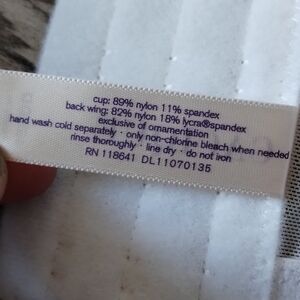 cup: 89% nylon 11% spandex
back wing: 82% nylon 18% lycra®spandex
exclusive of ornamentation
hand wash cold separately · only non-chlorine bleach when needed
rinse thoroughly · line dry · do not iron
RN 118641 DL11070135